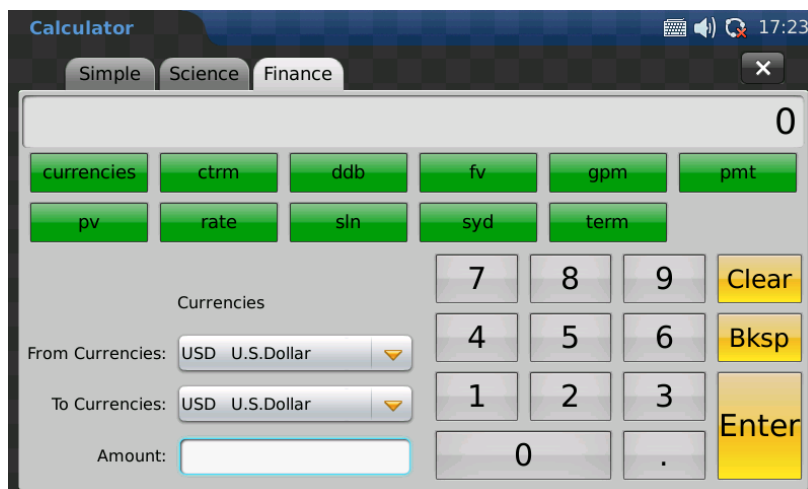 Calculator 17:23
Simple Science Finance
0
currencies ctrm ddb fv gpm pmt
pv rate sln syd term
7 8 9 Clear
Currencies
4 5 6 Bksp
From Currencies: USD U.S.Dollar
1 2 3
To Currencies: USD U.S.Dollar
Enter
Amount:
0 .